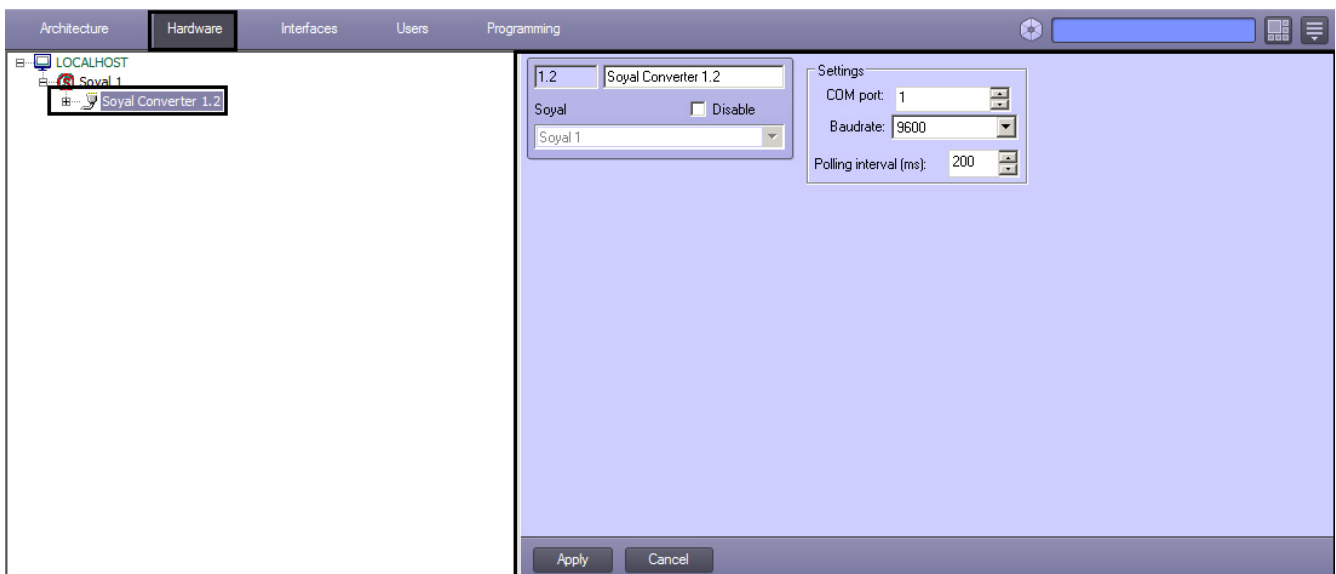 Architecture Hardware Interfaces Users Programming
LOCALHOST
Soyal 1
Soyal Converter 1.2
1.2 Soyal Converter 1.2
Soyal Disable
Soyal 1
Settings
COM port: 1
Baudrate: 9600
Polling interval (ms): 200
Apply Cancel